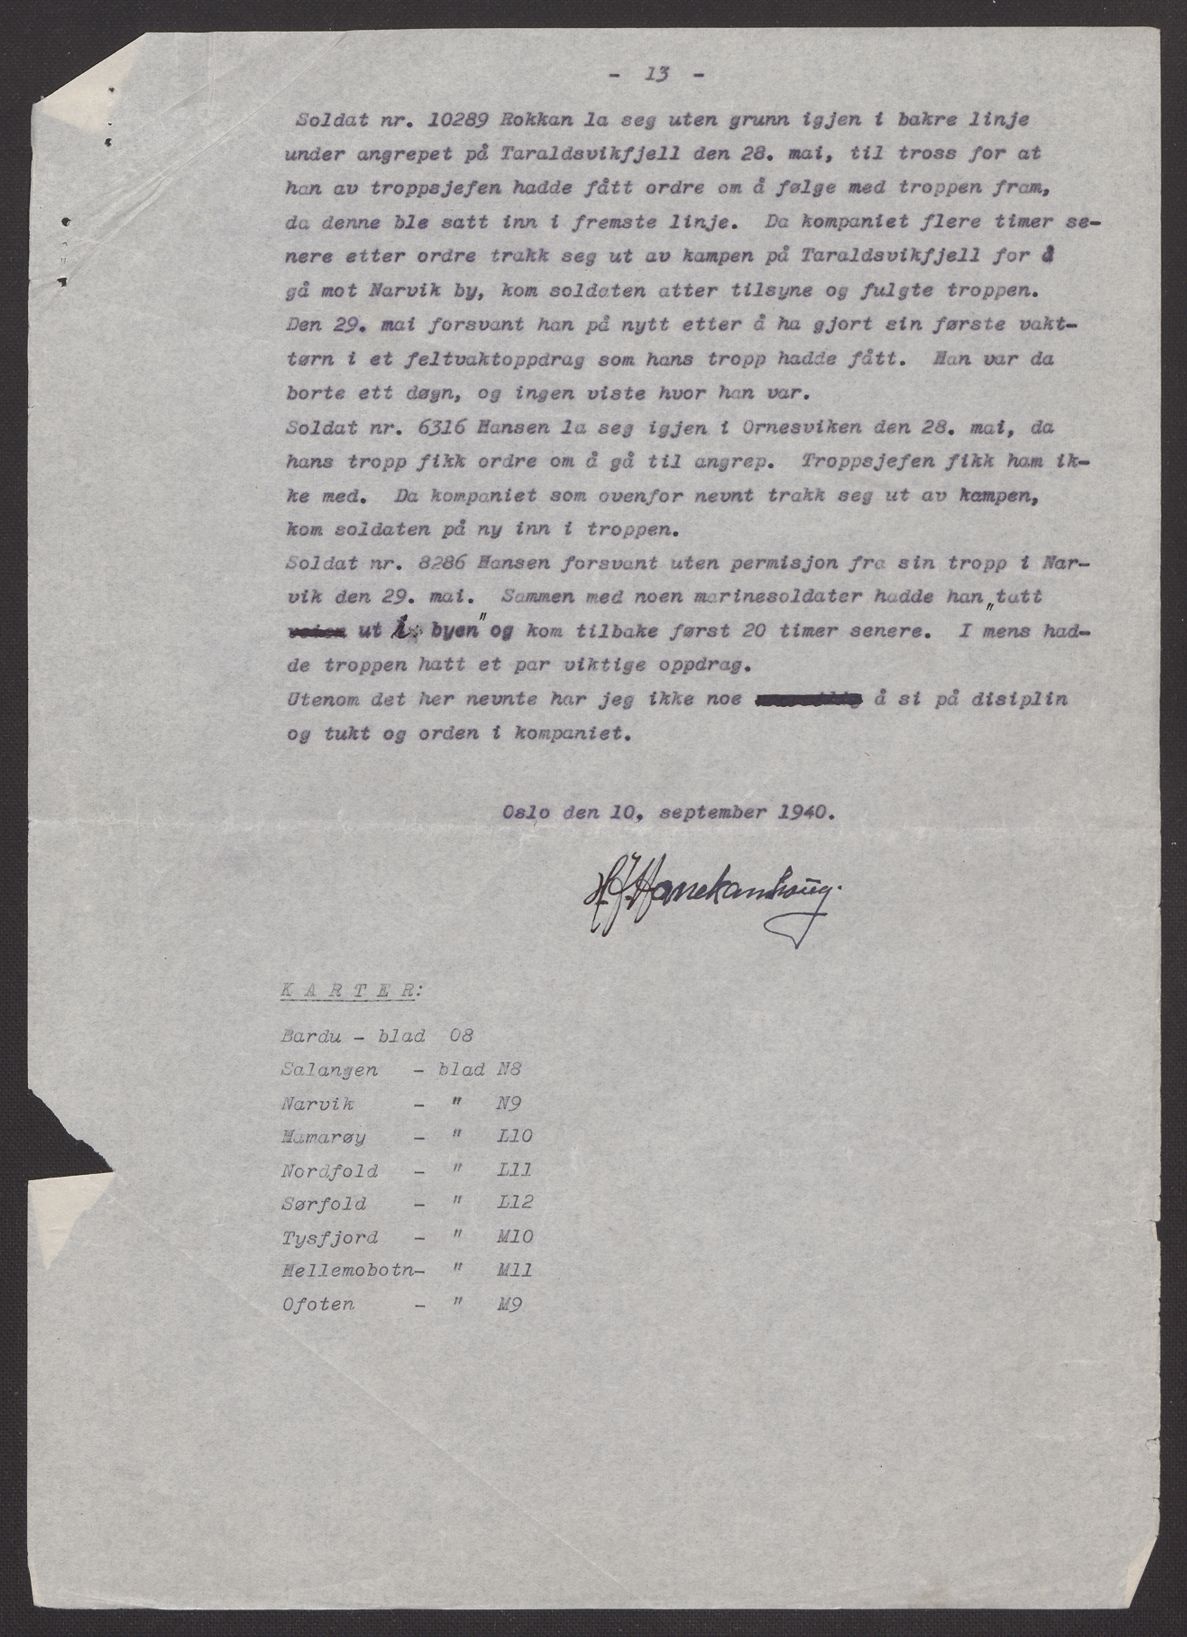 - 13 -
Soldat nr. 10289 Rokkan la seg uten grunn igjen i bakre linje
under angrepet på Taraldsvikfjell den 28. mai, til tross for at
han av troppsjefen hadde fått ordre om å følge med troppen fram,
da denne ble satt inn i fremste linje. Da kompaniet flere timer se-
nere etter ordre trakk seg ut av kampen på Taraldsvikfjell for å
gå mot Narvik by, kom soldaten atter tilsyne og fulgte troppen.
Den 29. mai forsvant han på nytt etter å ha gjort sin første vakt-
tørn i et feltvaktoppdrag som hans tropp hadde fått. Han var da
borte ett døgn, og ingen viste hvor han var.
Soldat nr. 6316 Hansen la seg igjen i Ornesviken den 28. mai, da
hans tropp fikk ordre om å gå til angrep. Troppsjefen fikk ham ik-
ke med. Da kompaniet som ovenfor nevnt trakk seg ut av kampen,
kom soldaten på ny inn i troppen.
Soldat nr. 8286 Hansen forsvant uten permisjon fra sin tropp i Nar-
vik den 29. mai. Sammen med noen marinesoldater hadde han "tatt
ut i byen" og kom tilbake først 20 timer senere. I mens had-
de troppen hatt et par viktige oppdrag.
Utenom det her nevnte har jeg ikke noe å si på disiplin
og tukt og orden i kompaniet.
Oslo den 10. september 1940.
K A R T E R:
Bardu - blad O8
Salangen - blad N8
Narvik - " N9
Hamarøy - " L10
Nordfold - " L11
Sørfold - " L12
Tysfjord - " M10
Hellemobotn- " M11
Ofoten - " M9